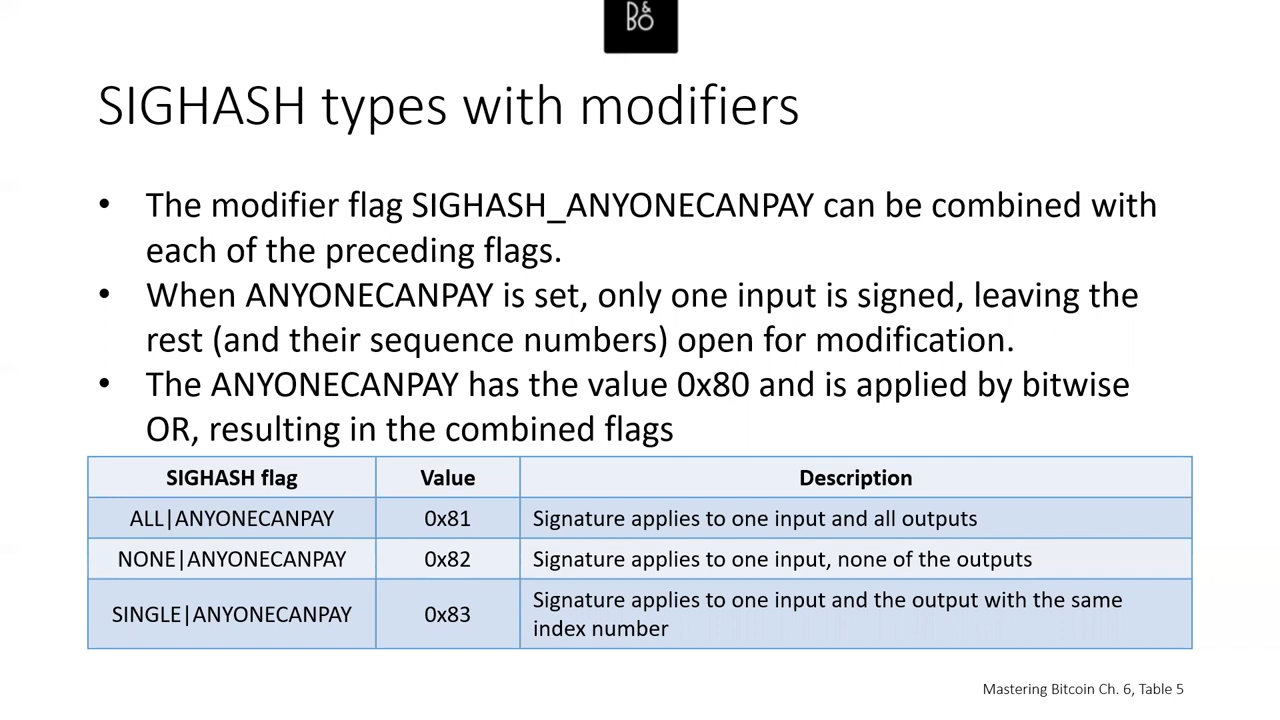 D&
BO
SIGHASH types with modifiers
• The modifier flag SIGHASH_ANYONECANPAY can be combined with
each of the preceding flags.
• When ANYONECANPAY is set, only one input is signed, leaving the
rest (and their sequence numbers) open for modification.
• The ANYONECANPAY has the value 0x80 and is applied by bitwise
OR, resulting in the combined flags
SIGHASH flag Value Description
ALL|ANYONECANPAY 0x81 Signature applies to one input and all outputs
NONE|ANYONECANPAY 0x82 Signature applies to one input, none of the outputs
SINGLE|ANYONECANPAY 0x83 Signature applies to one input and the output with the same
index number
Mastering Bitcoin Ch. 6, Table 5